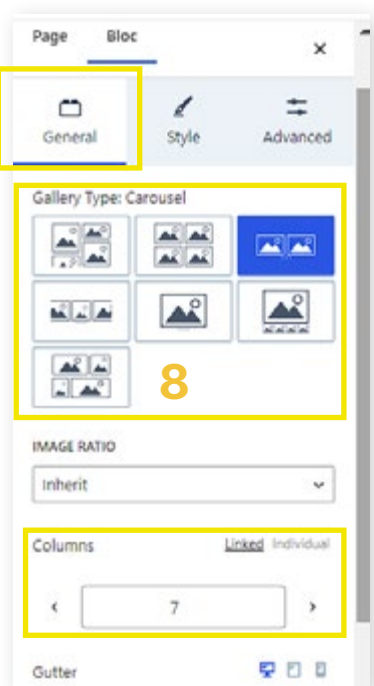 Page Bloc
General Style Advanced
Gallery Type: Carousel
8
IMAGE RATIO
Inherit
Columns Linked Individual
7
Gutter